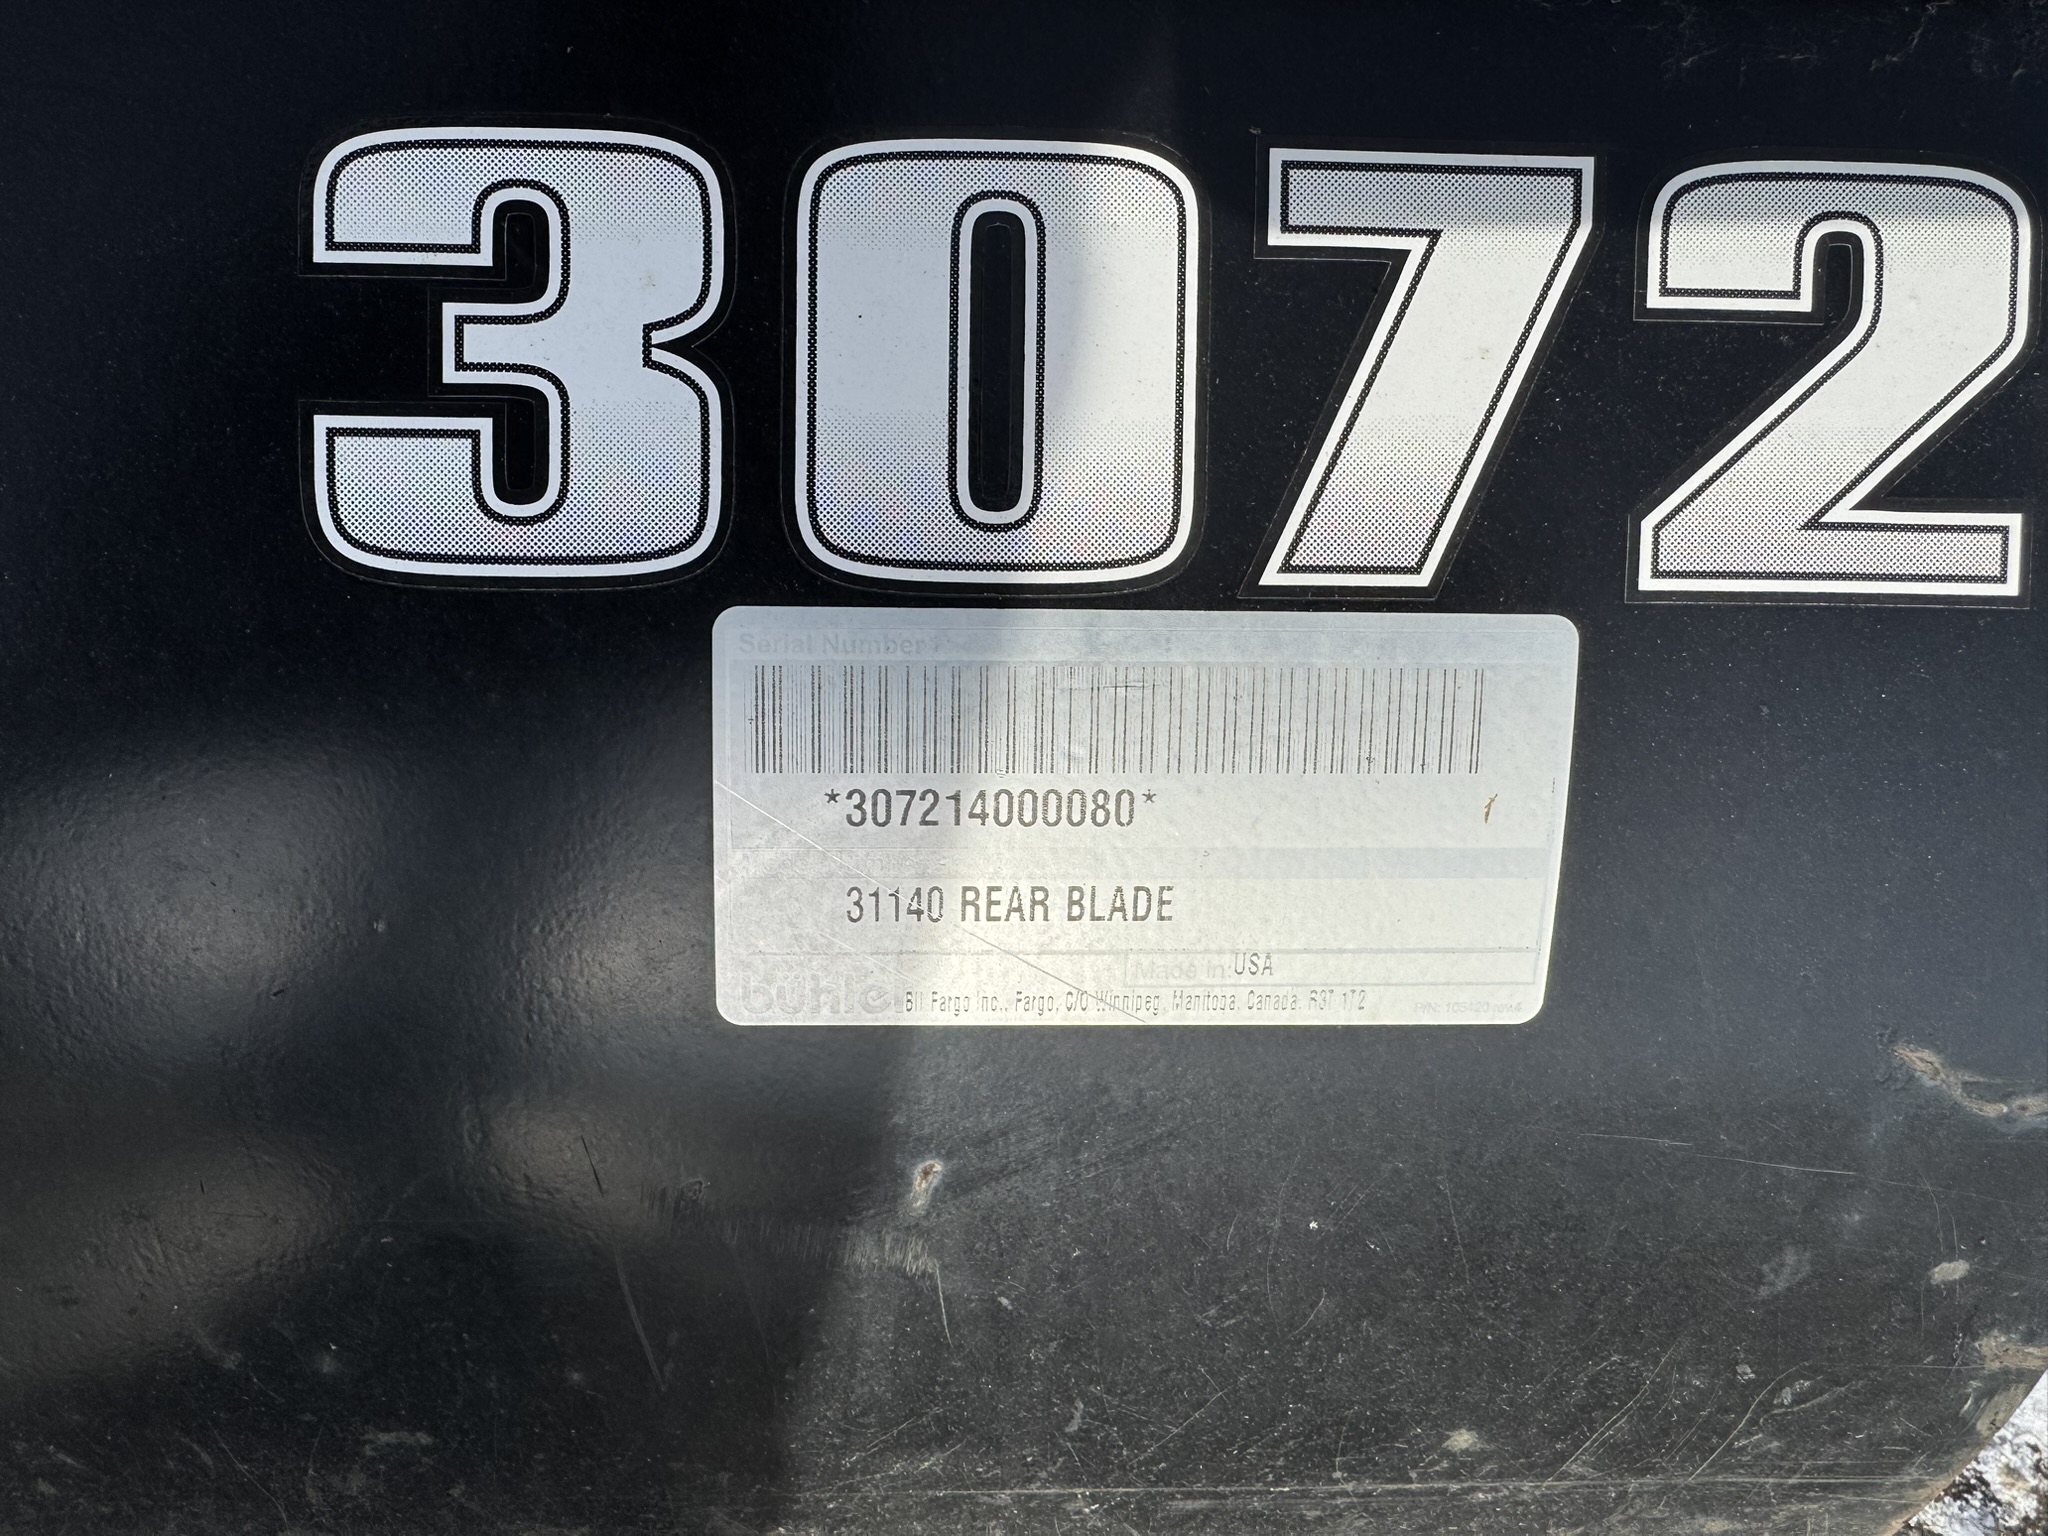 3072
Serial Number
*307214000080*
31140 REAR BLADE
Made in: USA
bühler BII Fargo Inc., Fargo, C/O Winnipeg, Manitoba, Canada, R3T 1T2